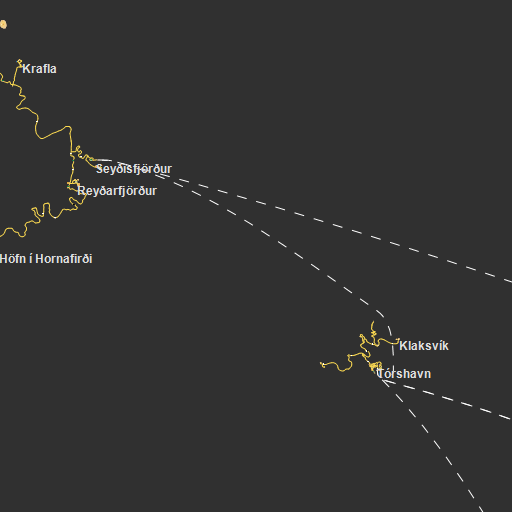 Krafla
Seyðisfjörður
Reyðarfjörður
Höfn í Hornafirði
Klaksvík
Tórshavn